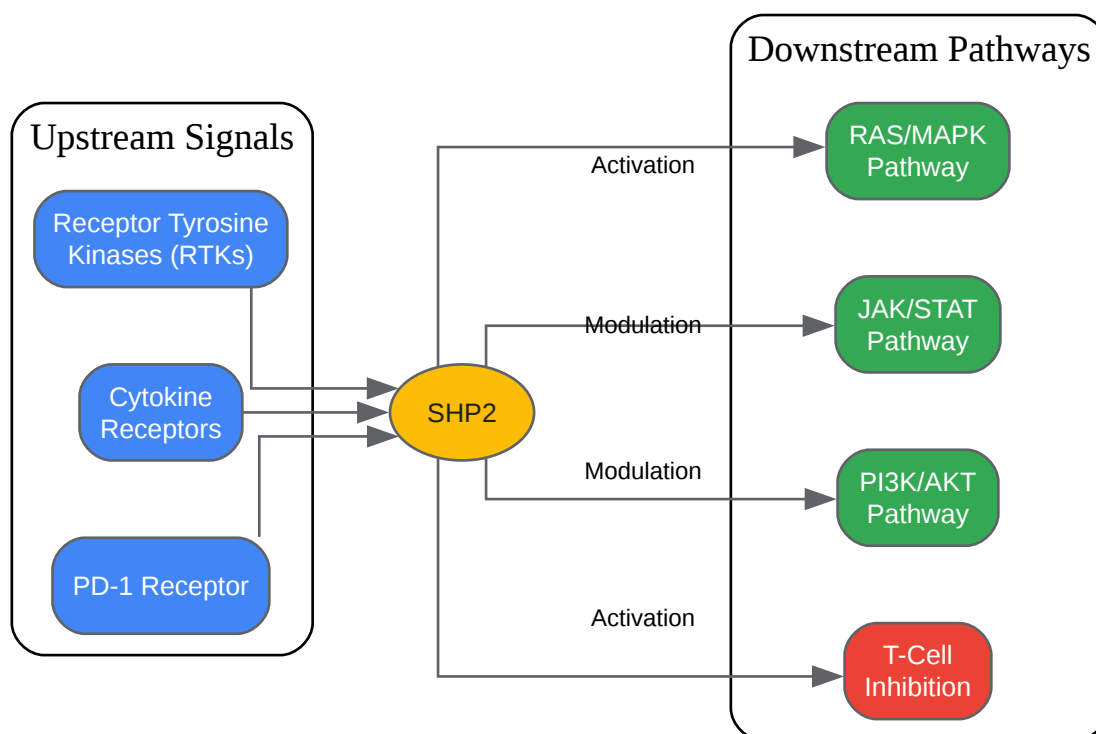 Upstream Signals
Receptor Tyrosine
Kinases (RTKs)
Cytokine
Receptors
PD-1 Receptor
SHP2
Activation
Modulation
Modulation
Activation
Downstream Pathways
RAS/MAPK
Pathway
JAK/STAT
Pathway
PI3K/AKT
Pathway
T-Cell
Inhibition